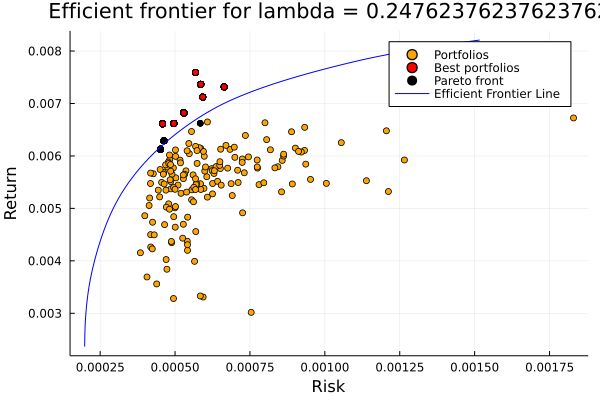 Efficient frontier for lambda = 0.2476237623762376
0.008
0.007
0.006
0.005
0.004
0.003
Return
0.00025
0.00050
0.00075
0.00100
0.00125
0.00150
0.00175
Risk
Portfolios
Best portfolios
Pareto front
Efficient Frontier Line